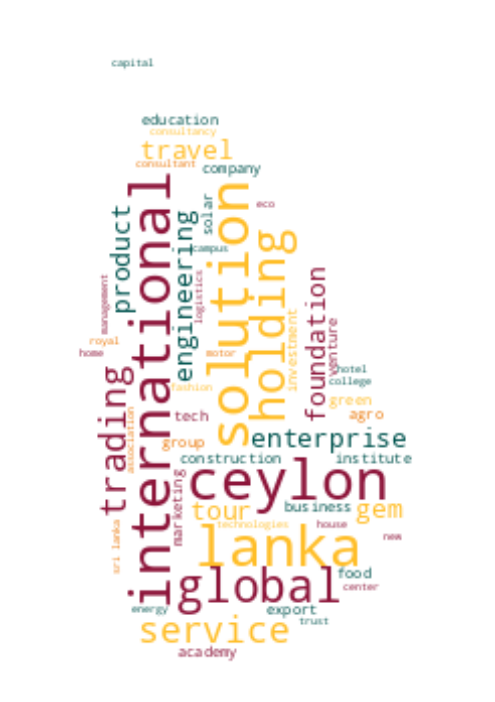 capital
education
consultancy
travel
consultant
company
international
solution
solar
eco
product
engineering
campus
holding
logistics
foundation
management
venture
investment
royal
home
motor
hotel
college
fashion
green
trading
association
tech
agro
group
enterprise
construction
institute
ceylon
marketing
tour
business
gem
technologies
house
sri lanka
lanka
new
global
food
center
energy
export
service
trust
academy